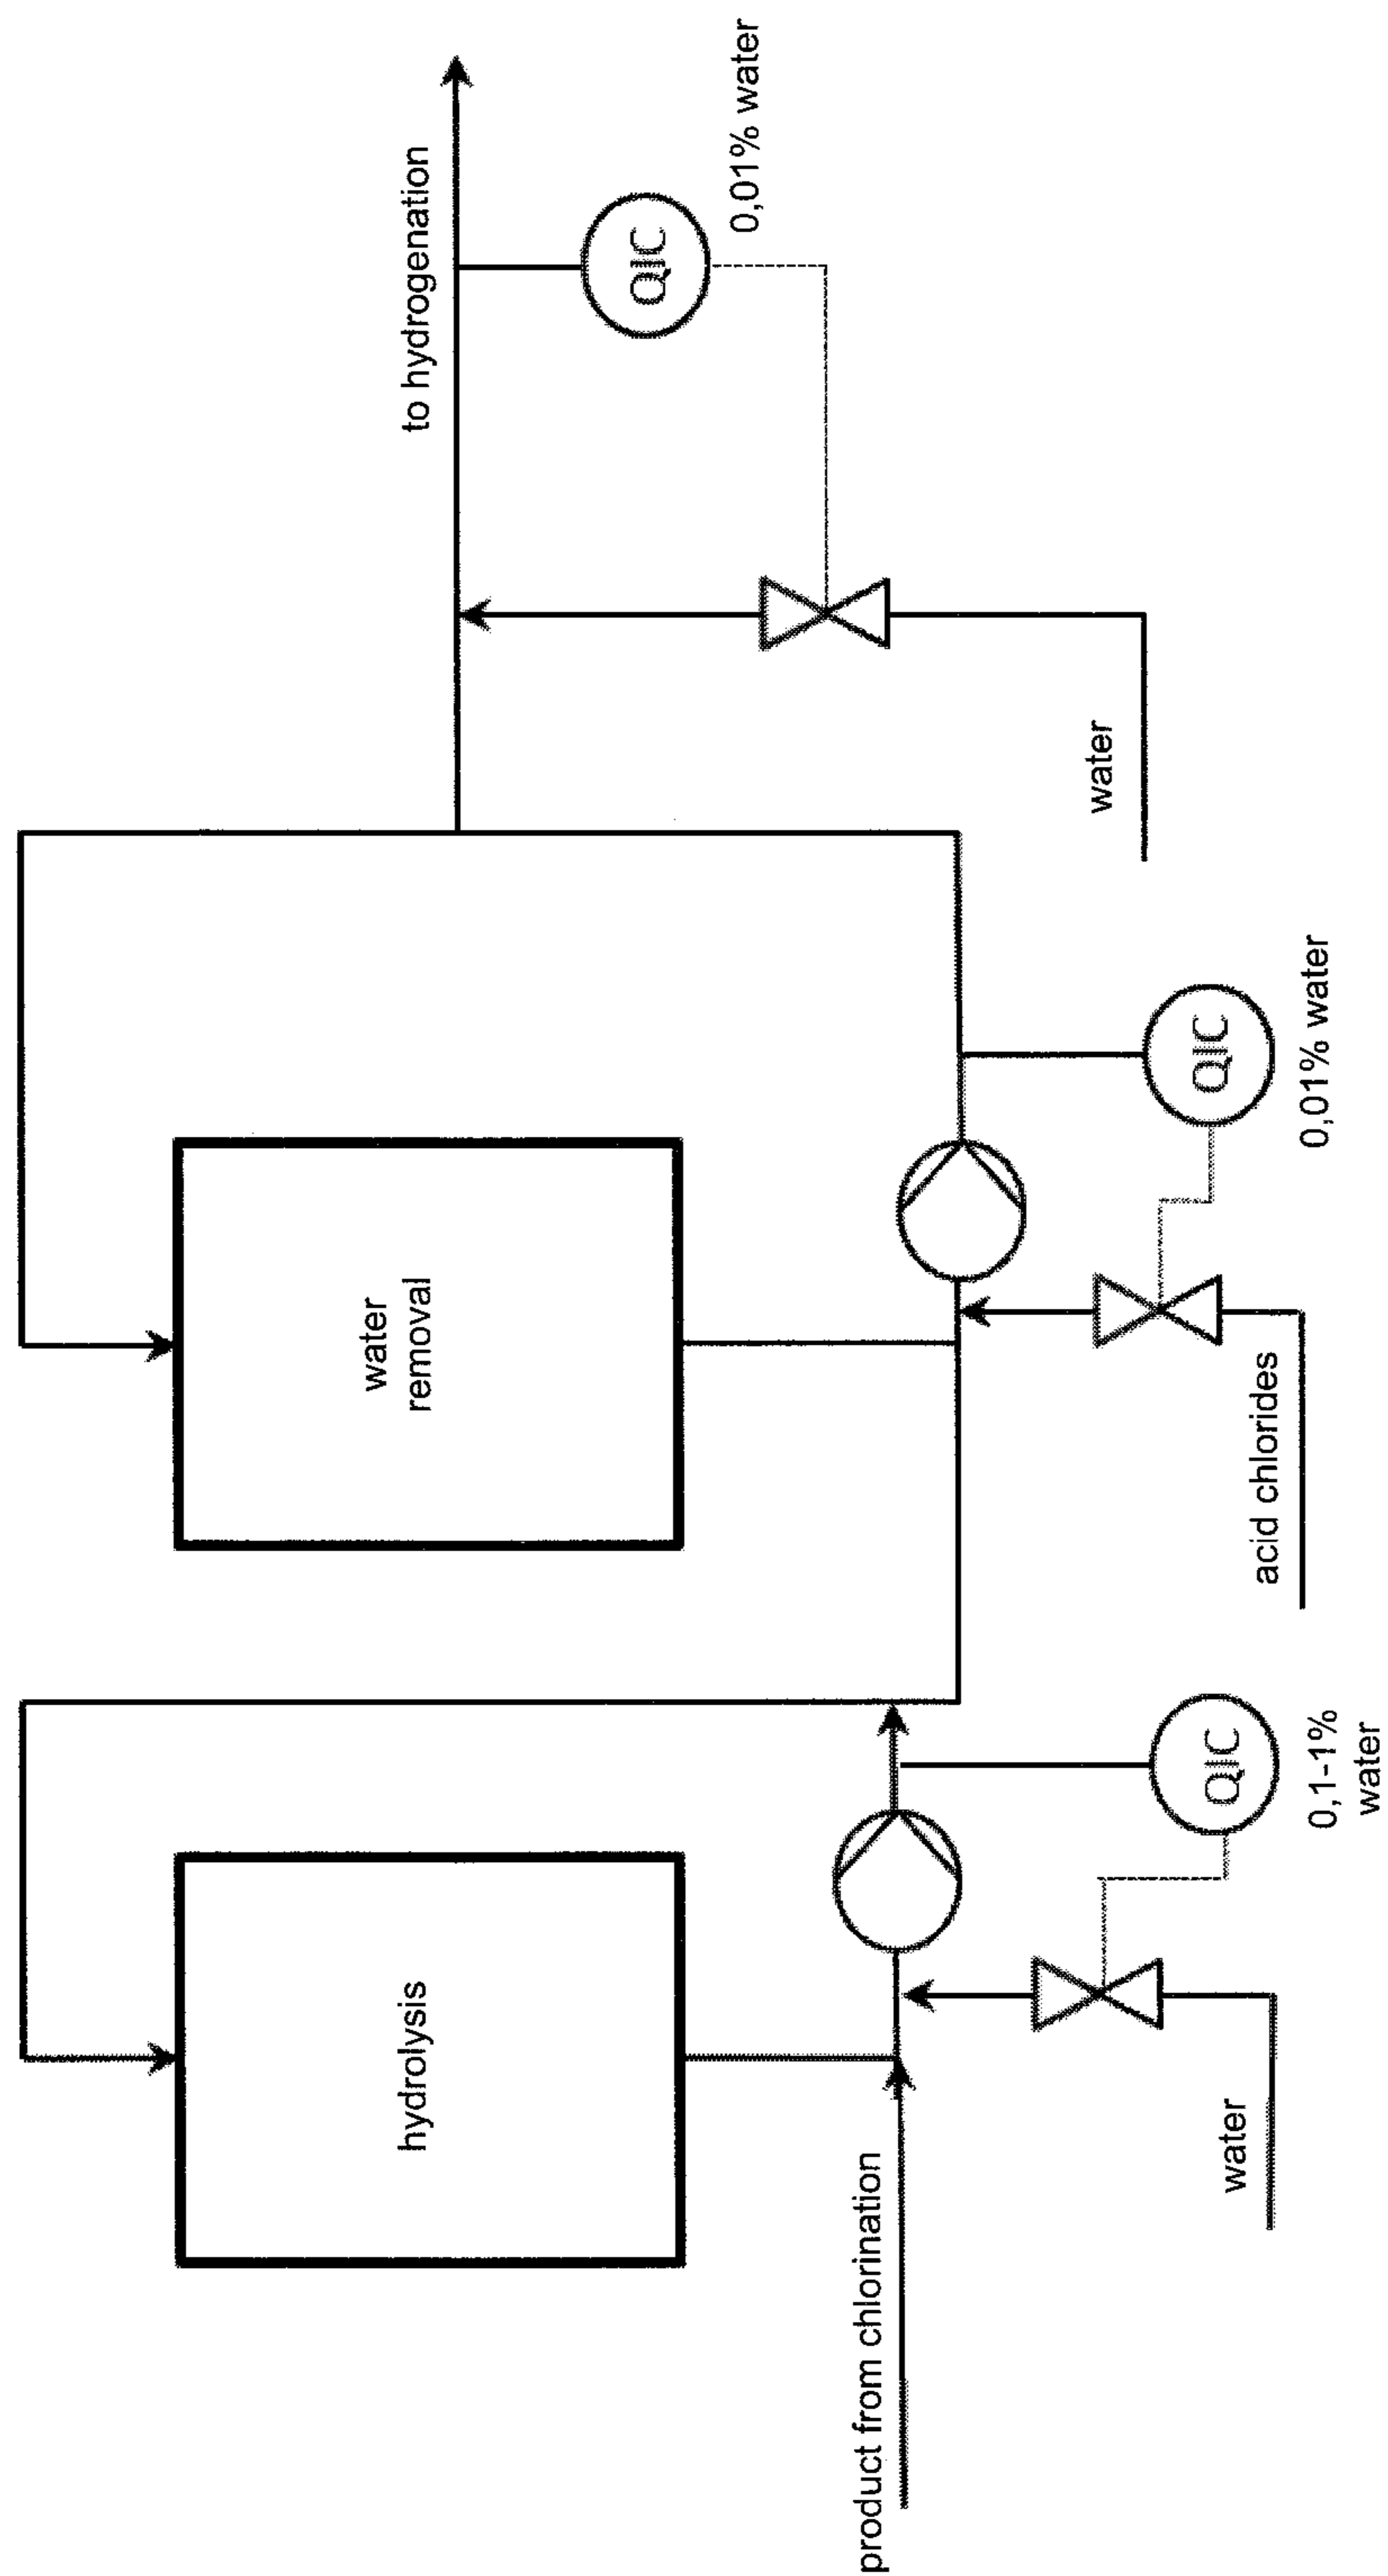 product from chlorination
hydrolysis
water
QIC
0,1-1%
water
water
removal
acid chlorides
QIC
0,01% water
water
to hydrogenation
QIC
0,01% water